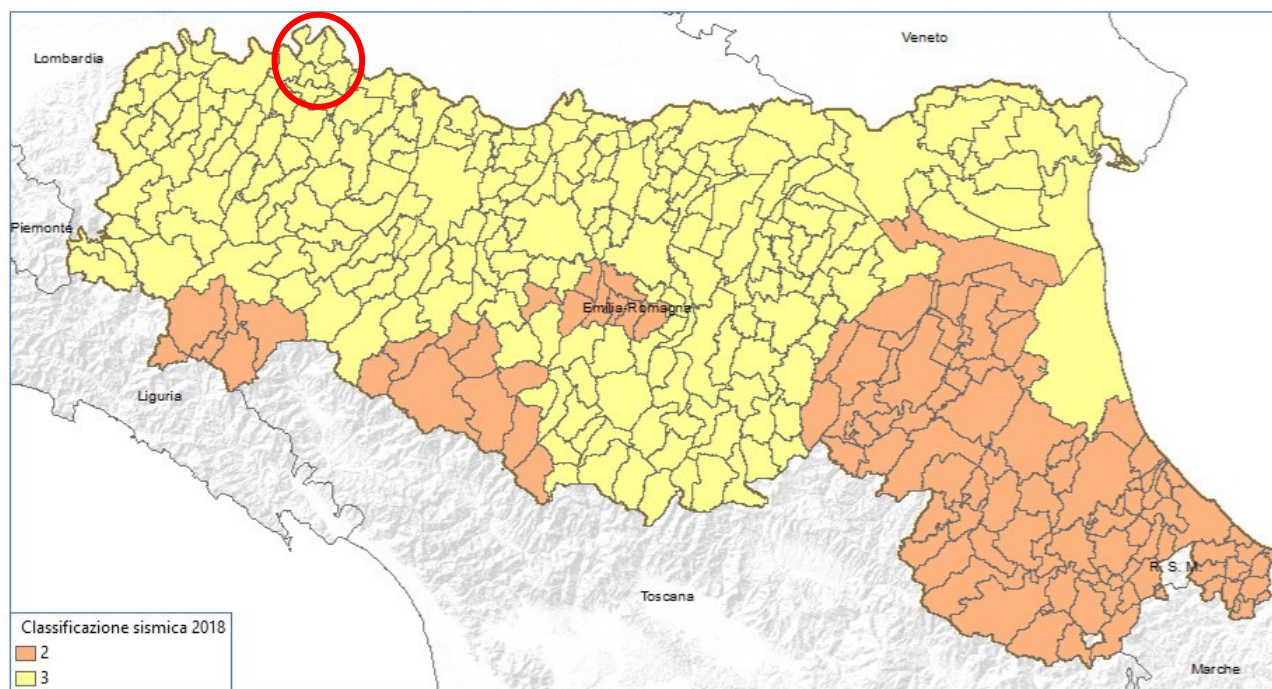 Lombardia
Veneto
Piemonte
Emilia-Romagna
Liguria
R. S. M.
Toscana
Marche
Classificazione sismica 2018
2
3